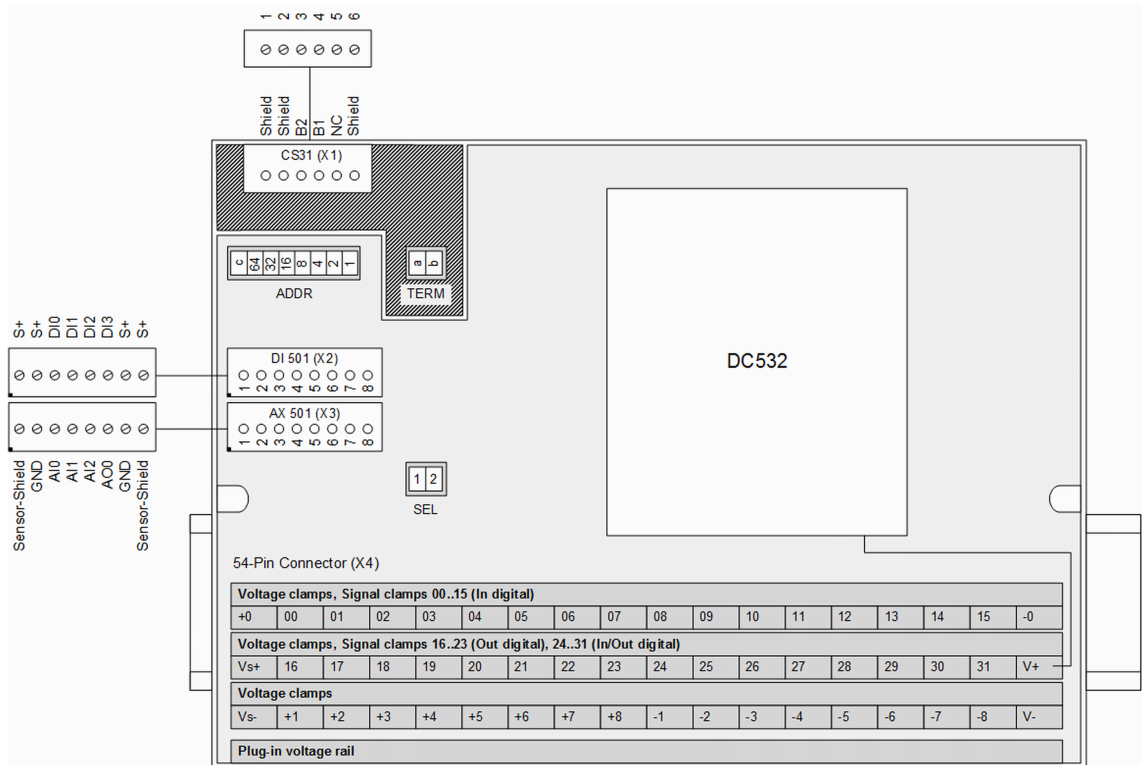 1 2 3 4 5 6
Shield Shield B2 B1 NC Shield
CS31 (X1)
c 64 32 16 8 4 2 1
ADDR
a b
TERM
S+ S+ DI0 DI1 DI2 DI3 S+ S+
DI 501 (X2)
1 2 3 4 5 6 7 8
DC532
AX 501 (X3)
1 2 3 4 5 6 7 8
Sensor-Shield GND AI0 AI1 AI2 AO0 GND Sensor-Shield
1 2
SEL
54-Pin Connector (X4)
Voltage clamps, Signal clamps 00..15 (In digital)
+0 00 01 02 03 04 05 06 07 08 09 10 11 12 13 14 15 -0
Voltage clamps, Signal clamps 16..23 (Out digital), 24..31 (In/Out digital)
Vs+ 16 17 18 19 20 21 22 23 24 25 26 27 28 29 30 31 V+
Voltage clamps
Vs- +1 +2 +3 +4 +5 +6 +7 +8 -1 -2 -3 -4 -5 -6 -7 -8 V-
Plug-in voltage rail